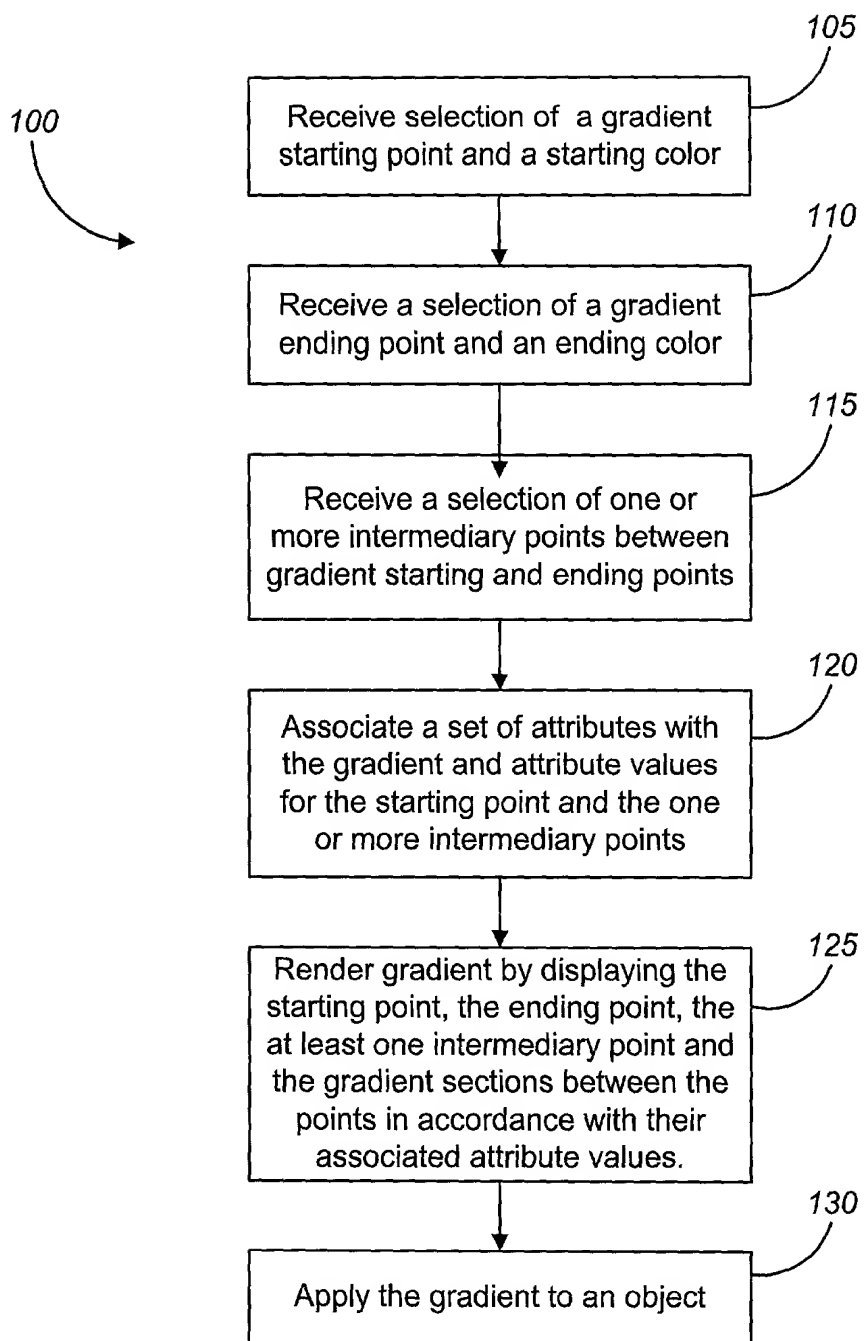 105
100
Receive selection of a gradient
starting point and a starting color
110
Receive a selection of a gradient
ending point and an ending color
115
Receive a selection of one or
more intermediary points between
gradient starting and ending points
120
Associate a set of attributes with
the gradient and attribute values
for the starting point and the one
or more intermediary points
125
Render gradient by displaying the
starting point, the ending point, the
at least one intermediary point and
the gradient sections between the
points in accordance with their
associated attribute values.
130
Apply the gradient to an object